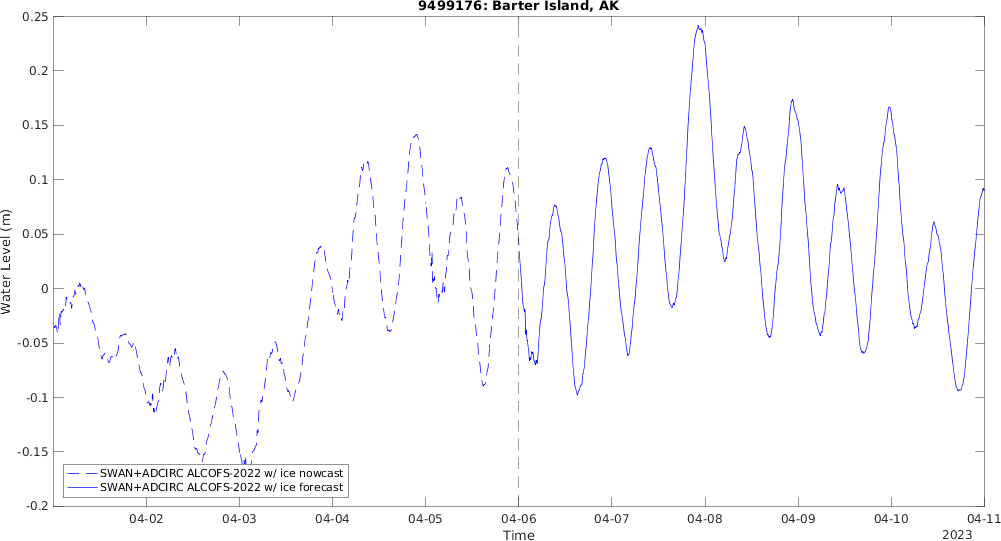 9499176: Barter Island, AK
0.25
0.2
0.15
0.1
0.05
0
-0.05
-0.1
-0.15
-0.2
Water Level (m)
SWAN+ADCIRC ALCOFS-2022 w/ ice nowcast
SWAN+ADCIRC ALCOFS-2022 w/ ice forecast
04-02 04-03 04-04 04-05 04-06 04-07 04-08 04-09 04-10 04-11
Time
2023